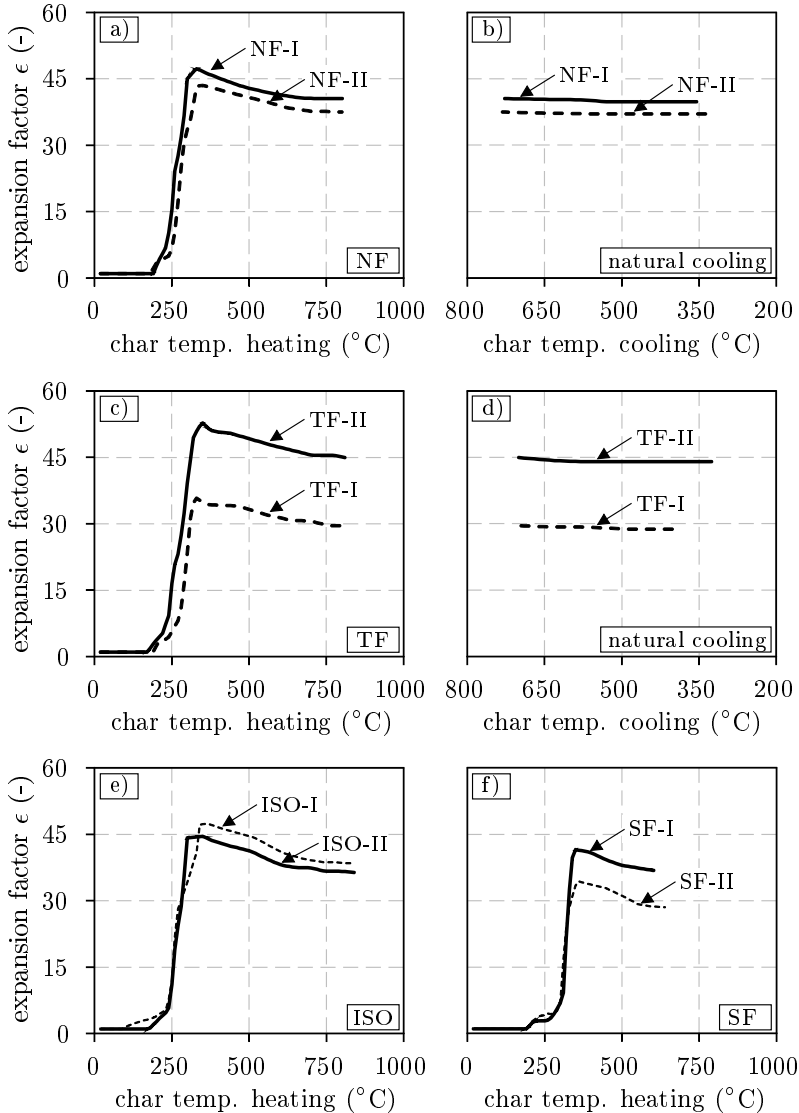 a)
NF-I
NF-II
60
45
30
15
0
expansion factor ϵ (-)
NF
0 250 500 750 1000
char temp. heating (°C)
b)
NF-I
NF-II
natural cooling
800 650 500 350 200
char temp. cooling (°C)
c)
TF-II
TF-I
60
45
30
15
0
expansion factor ϵ (-)
TF
0 250 500 750 1000
char temp. heating (°C)
d)
TF-II
TF-I
natural cooling
800 650 500 350 200
char temp. cooling (°C)
e)
ISO-I
ISO-II
60
45
30
15
0
expansion factor ϵ (-)
ISO
0 250 500 750 1000
char temp. heating (°C)
f)
SF-I
SF-II
SF
0 250 500 750 1000
char temp. heating (°C)